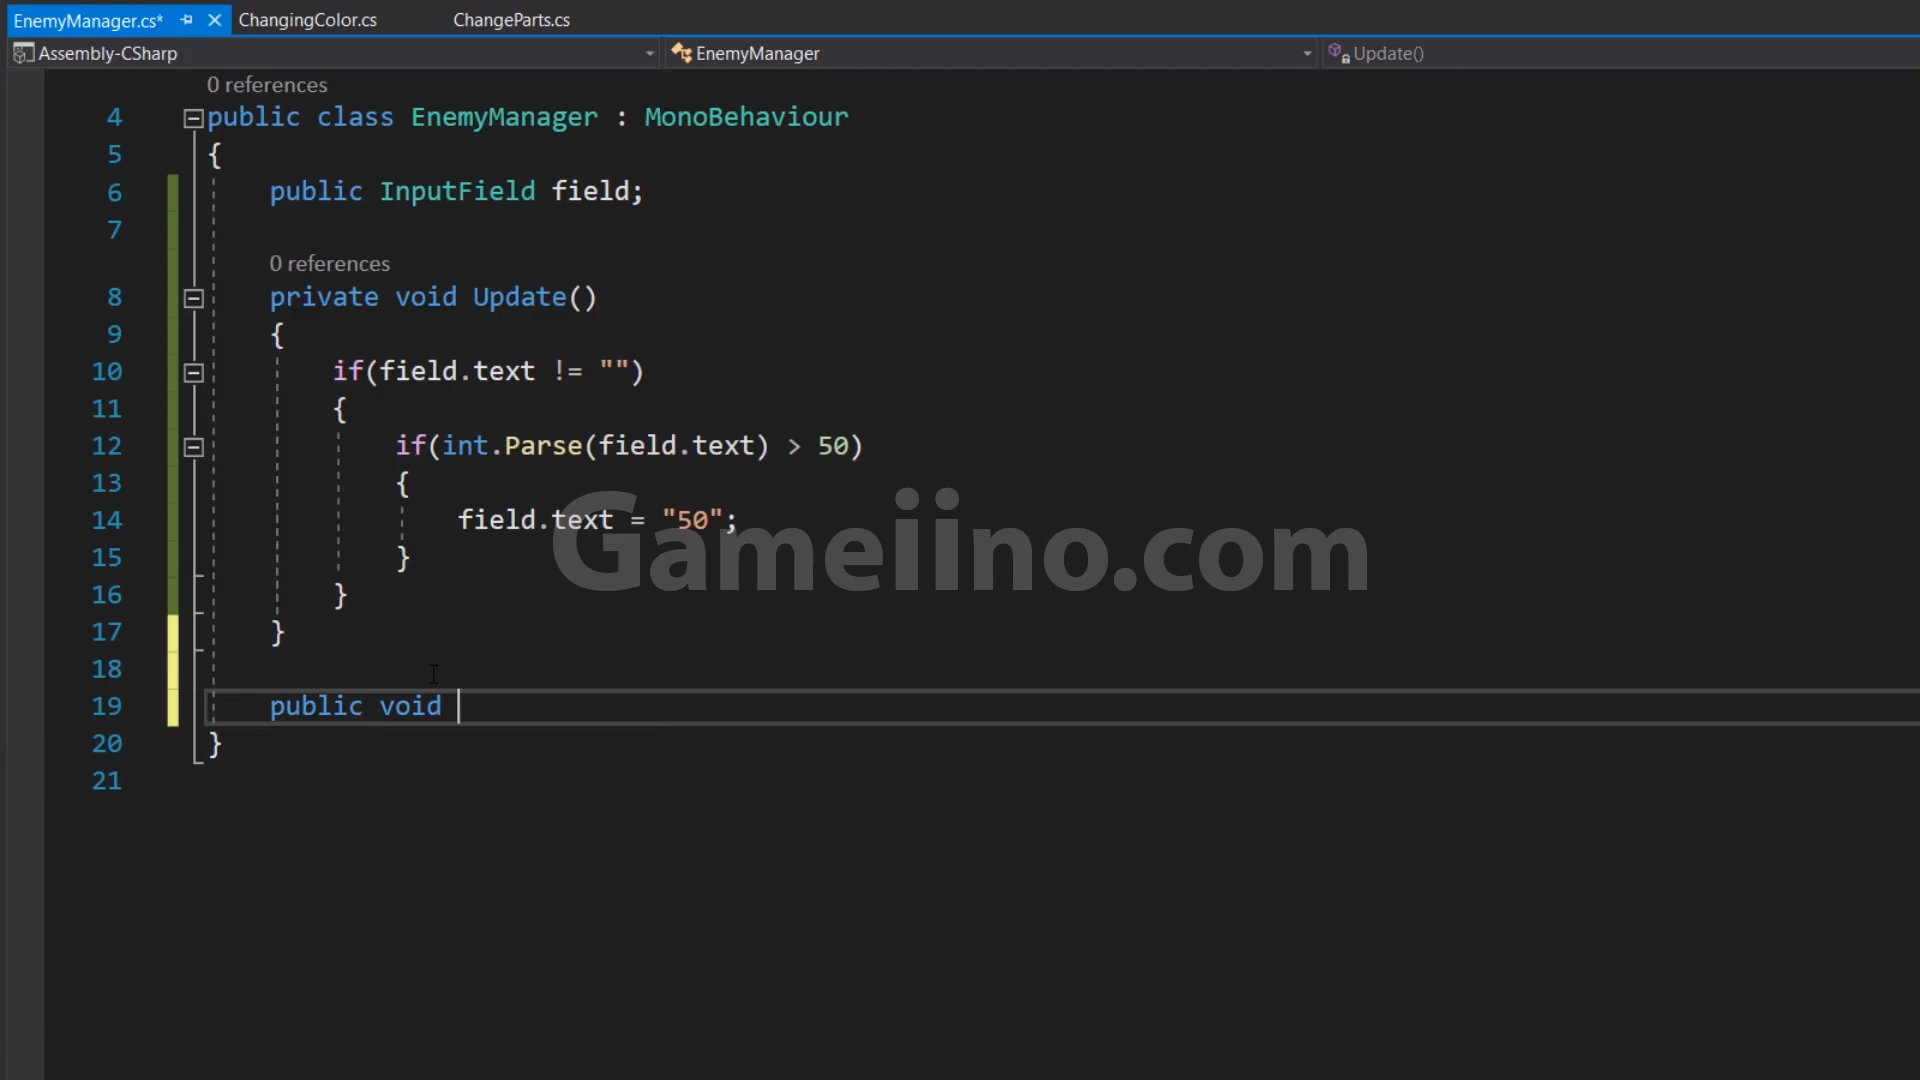 EnemyManager.cs* ChangingColor.cs ChangeParts.cs
Assembly-CSharp EnemyManager Update()
0 references
4 public class EnemyManager : MonoBehaviour
5 {
6 public InputField field;
7
0 references
8 private void Update()
9 {
10 if(field.text != "")
11 {
12 if(int.Parse(field.text) > 50)
13 {
14 field.text = "50";
Gameiino.com
15 }
16 }
17 }
18
19 public void
20 }
21